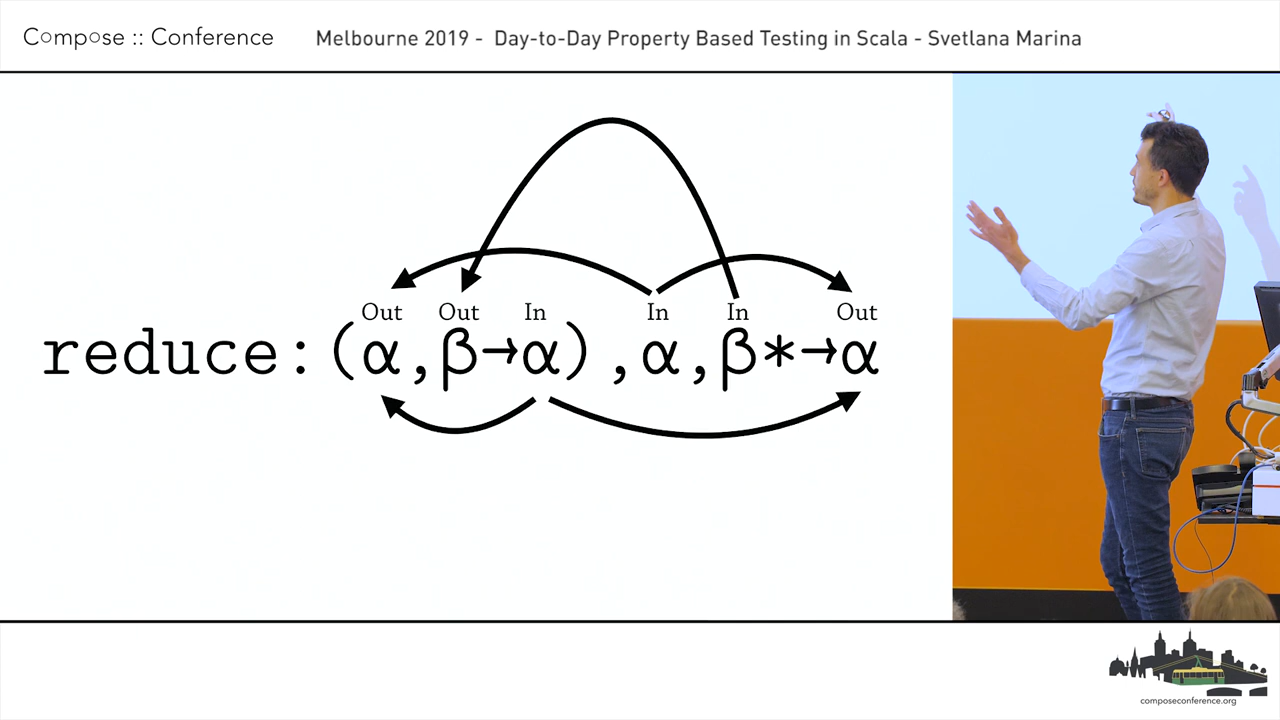 Compose :: Conference
Melbourne 2019 - Day-to-Day Property Based Testing in Scala - Svetlana Marina
Out Out In In In Out
reduce:(α,β→α),α,β*→α
composeconference.org